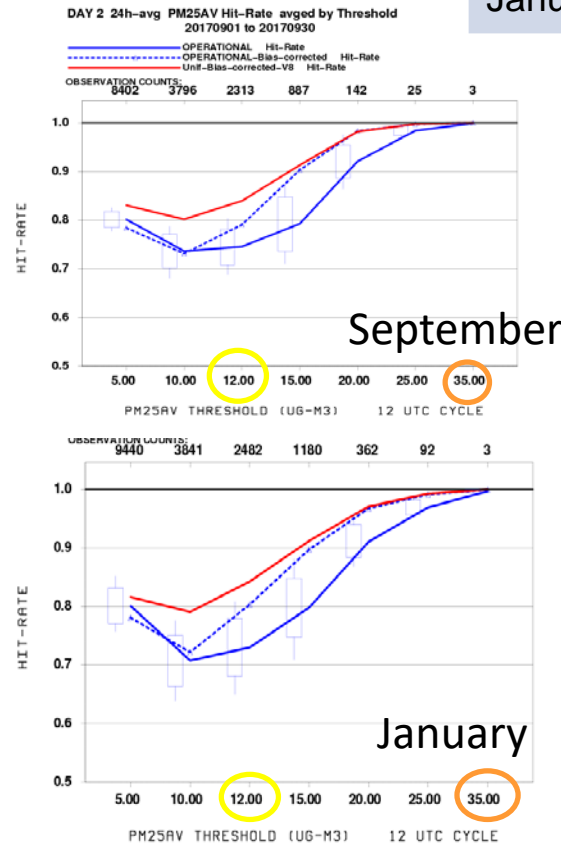 Janu
DAY 2 24h-avg PM25AV Hit-Rate avged by Threshold
20170901 to 20170930
OPERATIONAL Hit-Rate
OPERATIONAL-Bias-corrected Hit-Rate
Unif-Bias-corrected-V8 Hit-Rate
OBSERVATION COUNTS:
8402 3796 2313 887 142 25 3
1.0
0.9
0.8
0.7
0.6
0.5
HIT-RATE
September
5.00 10.00 12.00 15.00 20.00 25.00 35.00
PM25AV THRESHOLD (UG-M3) 12 UTC CYCLE
OBSERVATION COUNTS:
9440 3841 2482 1180 362 92 3
1.0
0.9
0.8
0.7
0.6
0.5
HIT-RATE
January
5.00 10.00 12.00 15.00 20.00 25.00 35.00
PM25AV THRESHOLD (UG-M3) 12 UTC CYCLE